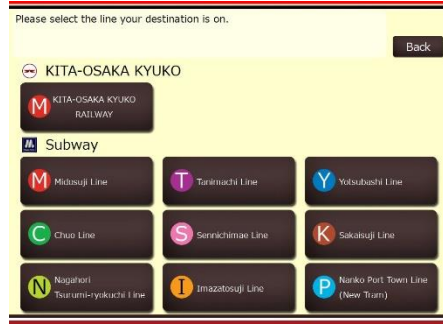 Please select the line your destination is on.
Back
KITA-OSAKA KYUKO
M KITA-OSAKA KYUKO
RAILWAY
Subway
M Midosuji Line
T Tanimachi Line
Y Yotsubashi Line
C Chuo Line
S Sennichimae Line
K Sakaisuji Line
N Nagahori
Tsurumi-ryokuchi Line
I Imazatosuji Line
P Nanko Port Town Line
(New Tram)